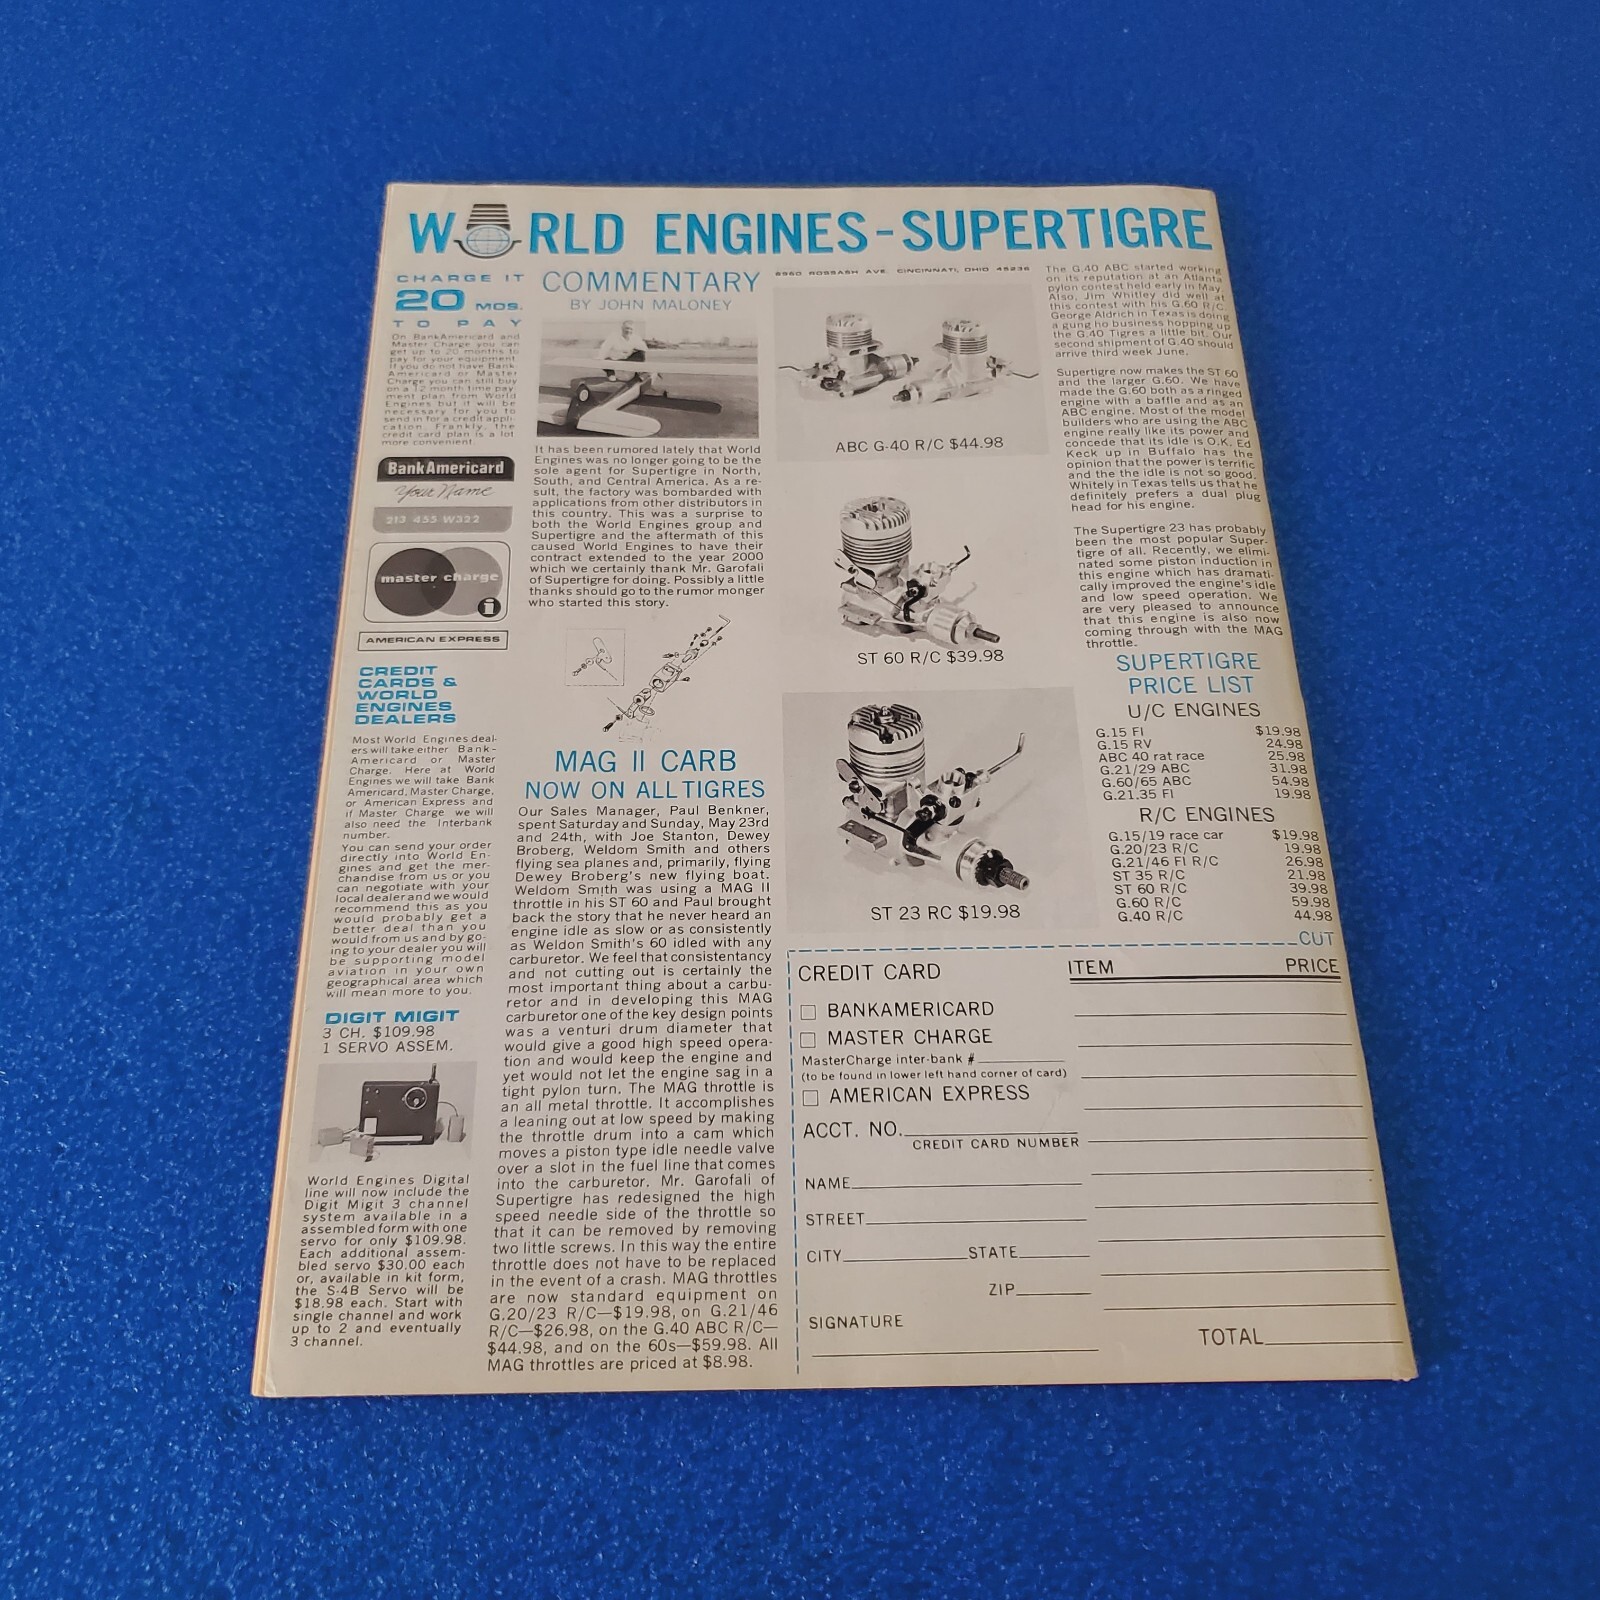 WORLD ENGINES-SUPERTIGRE
CHARGE IT
20 MOS.
TO PAY
On BankAmericard and
Master Charge you can
get up to 20 months to
pay for your equipment.
If you do not have Bank
Americard or Master
Charge you can still buy
on a 12 month time pay-
ment plan from World
Engines but it will be
necessary for you to
send in for a credit appli-
cation. Frankly, the
credit card plan is a lot
more convenient.
BankAmericard
Your Name
213 455 W322
master charge
i
AMERICAN EXPRESS
CREDIT
CARDS &
WORLD
ENGINES
DEALERS
Most World Engines deal-
ers will take either Bank-
Americard or Master
Charge. Here at World
Engines we will take Bank
Americard, Master Charge,
or American Express and
if Master Charge we will
also need the Interbank
number.
You can send your order
directly into World En-
gines and get the mer-
chandise from us or you
can negotiate with your
local dealer and we would
recommend this as you
would probably get a
better deal than you
would from us and by go-
ing to your dealer you will
be supporting model
aviation in your own
geographical area which
will mean more to you.
DIGIT MIGIT
3 CH. $109.98
1 SERVO ASSEM.
World Engines Digital
line will now include the
Digit Migit 3 channel
system available in a
assembled form with one
servo for only $109.98.
Each additional assem-
bled servo $30.00 each
or, available in kit form,
the S-4B Servo will be
$18.98 each. Start with
single channel and work
up to 2 and eventually
3 channel.
COMMENTARY
BY JOHN MALONEY
It has been rumored lately that World
Engines was no longer going to be the
sole agent for Supertigre in North,
South, and Central America. As a re-
sult, the factory was bombarded with
applications from other distributors in
this country. This was a surprise to
both the World Engines group and
Supertigre and the aftermath of this
caused World Engines to have their
contract extended to the year 2000
which we certainly thank Mr. Garofali
of Supertigre for doing. Possibly a little
thanks should go to the rumor monger
who started this story.
MAG II CARB
NOW ON ALL TIGRES
Our Sales Manager, Paul Benkner,
spent Saturday and Sunday, May 23rd
and 24th, with Joe Stanton, Dewey
Broberg, Weldom Smith and others
flying sea planes and, primarily, flying
Dewey Broberg's new flying boat.
Weldom Smith was using a MAG II
throttle in his ST 60 and Paul brought
back the story that he never heard an
engine idle as slow or as consistently
as Weldon Smith's 60 idled with any
carburetor. We feel that consistentancy
and not cutting out is certainly the
most important thing about a carbu-
retor and in developing this MAG
carburetor one of the key design points
was a venturi drum diameter that
would give a good high speed opera-
tion and would keep the engine and
yet would not let the engine sag in a
tight pylon turn. The MAG throttle is
an all metal throttle. It accomplishes
a leaning out at low speed by making
the throttle drum into a cam which
moves a piston type idle needle valve
over a slot in the fuel line that comes
into the carburetor. Mr. Garofali of
Supertigre has redesigned the high
speed needle side of the throttle so
that it can be removed by removing
two little screws. In this way the entire
throttle does not have to be replaced
in the event of a crash. MAG throttles
are now standard equipment on
G.20/23 R/C—$19.98, on G.21/46
R/C—$26.98, on the G.40 ABC R/C—
$44.98, and on the 60s—$59.98. All
MAG throttles are priced at $8.98.
8960 ROSSASH AVE. CINCINNATI, OHIO 45236
ABC G-40 R/C $44.98
ST 60 R/C $39.98
ST 23 RC $19.98
The G.40 ABC started working
on its reputation at an Atlanta
pylon contest held early in May.
Also, Jim Whitley did well at
this contest with his G.60 R/C.
George Aldrich in Texas is doing
a gung ho business hopping up
the G.40 Tigres a little bit. Our
second shipment of G.40 should
arrive third week June.
Supertigre now makes the ST 60
and the larger G.60. We have
made the G.60 both as a ringed
engine with a baffle and as an
ABC engine. Most of the model
builders who are using the ABC
engine really like its power and
concede that its idle is O.K. Ed
Keck up in Buffalo has the
opinion that the power is terrific
and the the idle is not so good.
Whitely in Texas tells us that he
definitely prefers a dual plug
head for his engine.
The Supertigre 23 has probably
been the most popular Super-
tigre of all. Recently, we elimi-
nated some piston induction in
this engine which has dramati-
cally improved the engine's idle
and low speed operation. We
are very pleased to announce
that this engine is also now
coming through with the MAG
throttle.
SUPERTIGRE
PRICE LIST
U/C ENGINES
G.15 FI $19.98
G.15 RV 24.98
ABC 40 rat race 25.98
G.21/29 ABC 31.98
G.60/65 ABC 54.98
G.21.35 FI 19.98
R/C ENGINES
G.15/19 race car $19.98
G.20/23 R/C 19.98
G.21/46 FI R/C 26.98
ST 35 R/C 21.98
ST 60 R/C 39.98
G.60 R/C 59.98
G.40 R/C 44.98
CUT
CREDIT CARD
BANKAMERICARD
MASTER CHARGE
MasterCharge inter-bank #
(to be found in lower left hand corner of card)
AMERICAN EXPRESS
ACCT. NO.
CREDIT CARD NUMBER
NAME
STREET
CITY STATE
ZIP
SIGNATURE
ITEM PRICE
TOTAL